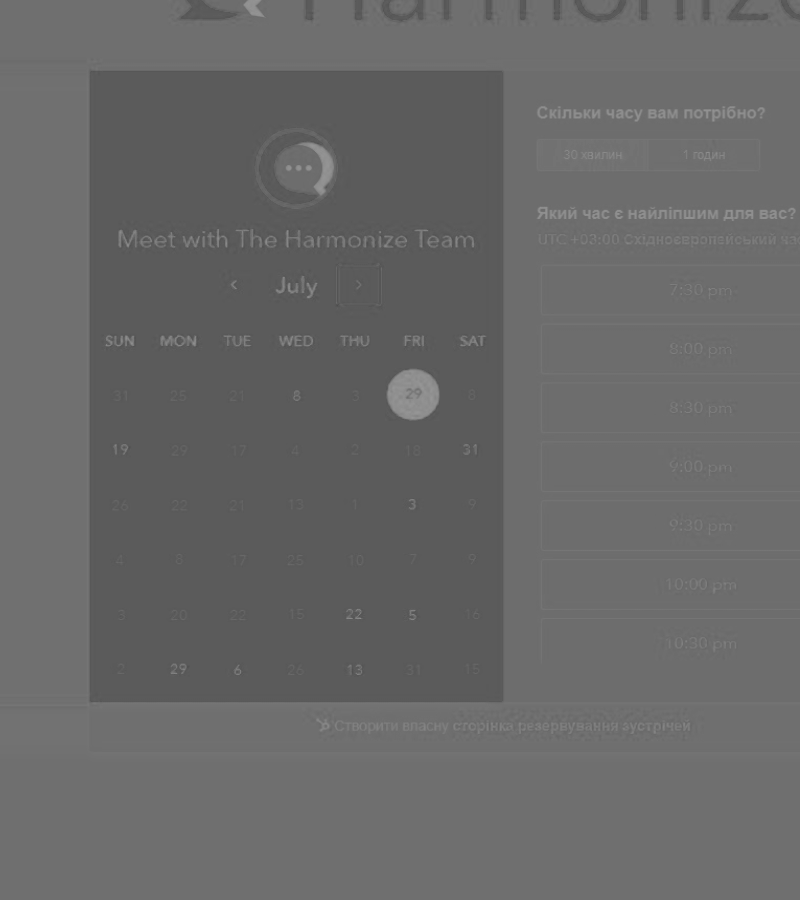 Harmonize
Meet with The Harmonize Team
July
SUN MON TUE WED THU FRI SAT
31 25 21 8 3 29 8
19 29 17 4 2 18 31
26 22 21 13 1 3 9
4 8 17 25 10 7 9
3 20 22 15 22 5 16
2 29 6 26 13 31 15
Скільки часу вам потрібно?
30 хвилин 1 годин
Який час є найліпшим для вас?
UTC +03:00 Східноєвропейський
7:30 pm
8:00 pm
8:30 pm
9:00 pm
9:30 pm
10:00 pm
10:30 pm
Створити власну сторінка резервування зустрічей